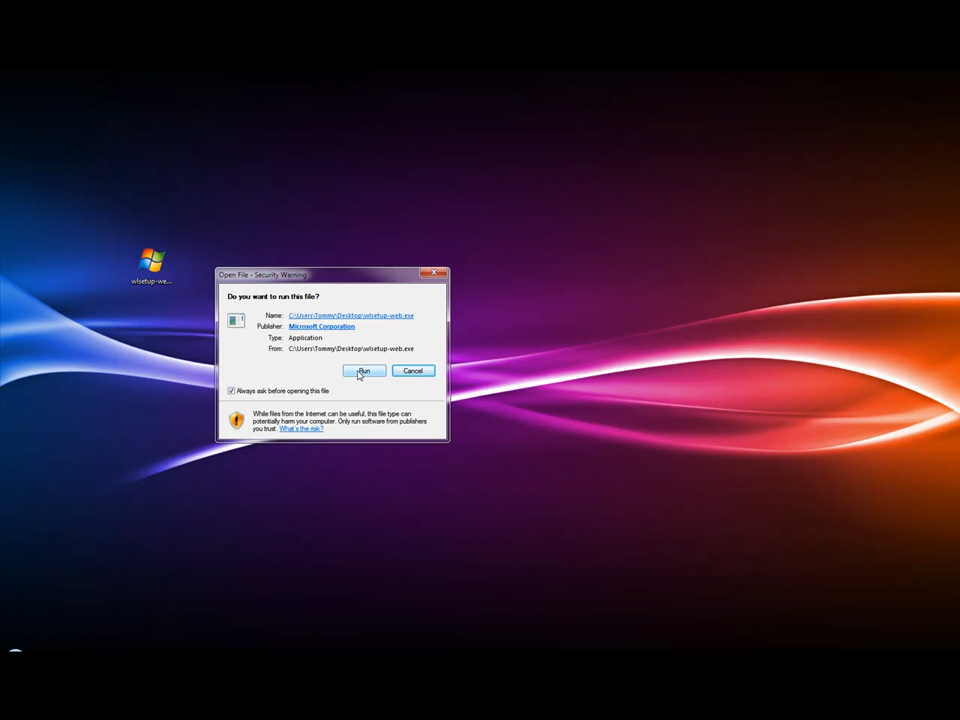 wlsetup-we...
Open File - Security Warning
Do you want to run this file?
Name: C:\Users\Tommy\Desktop\wlsetup-web.exe
Publisher: Microsoft Corporation
Type: Application
From: C:\Users\Tommy\Desktop\wlsetup-web.exe
Run Cancel
Always ask before opening this file
While files from the Internet can be useful, this file type can
potentially harm your computer. Only run software from publishers
you trust. What's the risk?